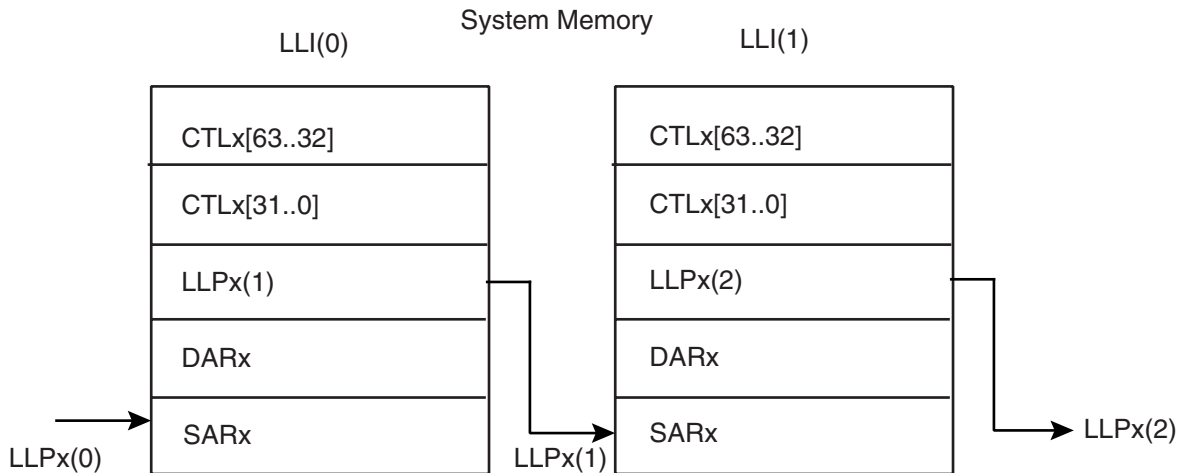 System Memory
LLI(0)
LLI(1)
CTLx[63..32]
CTLx[63..32]
CTLx[31..0]
CTLx[31..0]
LLPx(1)
LLPx(2)
DARx
DARx
SARx
SARx
LLPx(0)
LLPx(1)
LLPx(2)